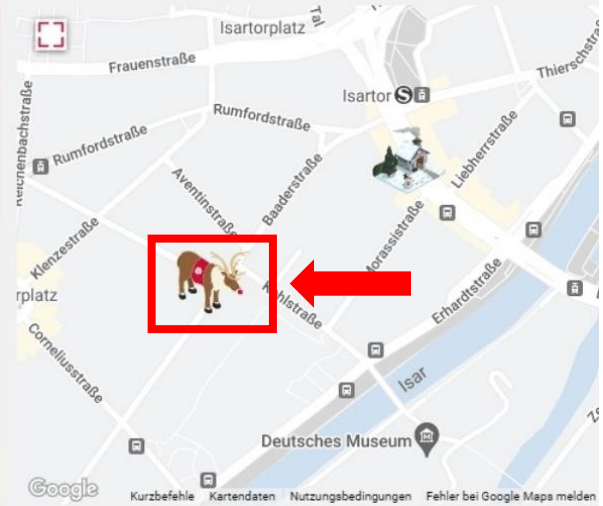 Isartorplatz
Tal
Frauenstraße
Thierschstraß
Isartor S
Reichenbachstraße
Rumfordstraße
Rumfordstraße
Liebherrstraße
Aventinstraße
Baaderstraße
Klenzestraße
Morassistraße
Kohlstraße
Erhardtstraße
rplatz
Corneliusstraße
Isar
Deutsches Museum
Google
Kurzbefehle Kartendaten Nutzungsbedingungen Fehler bei Google Maps melden